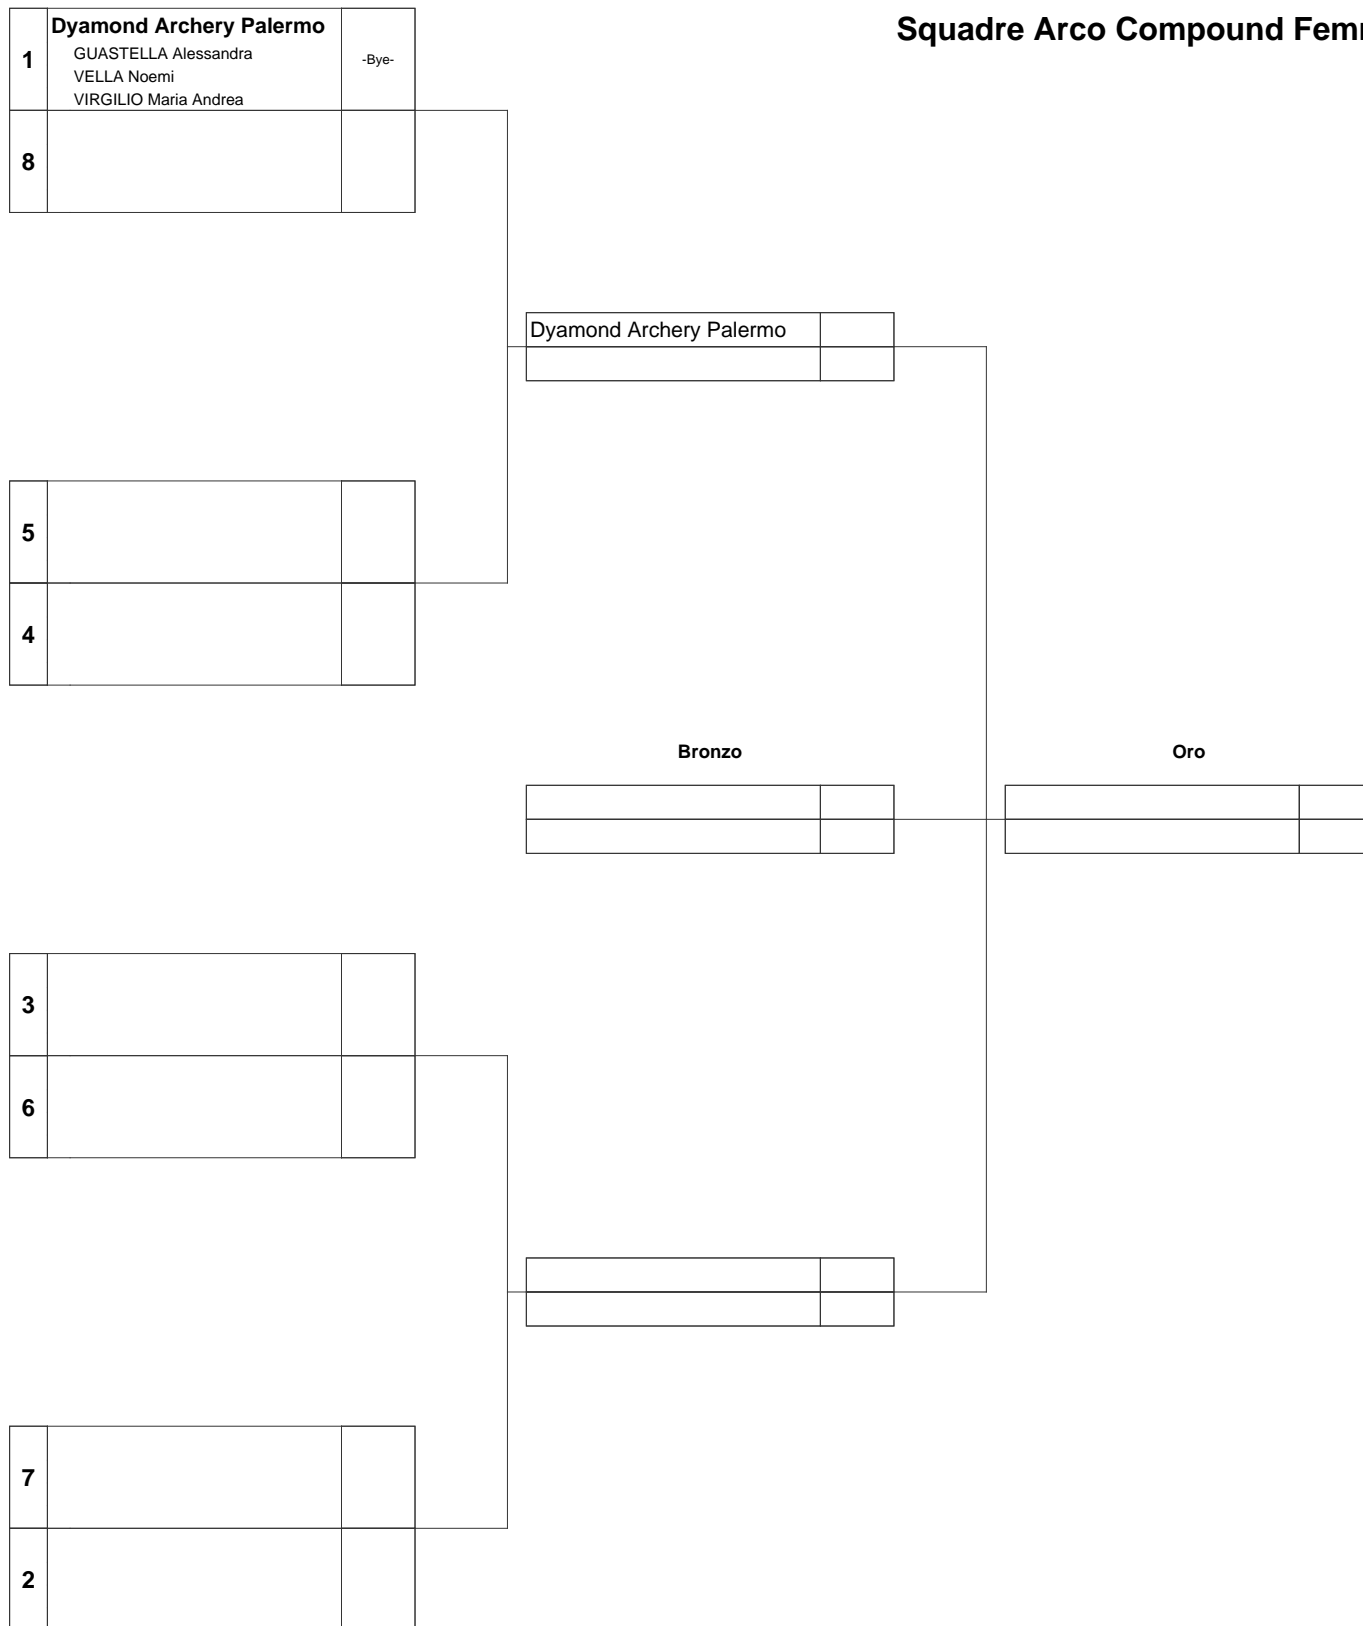 Dyamond Archery Palermo
Squadre Arco Compound
1
GUASTELLA Alessandra
-Bye-
VELLA Noemi
VIRGILIO Maria Andrea
8
Dyamond Archery Palermo
5
4
Bronzo
Oro
3
6
7
2